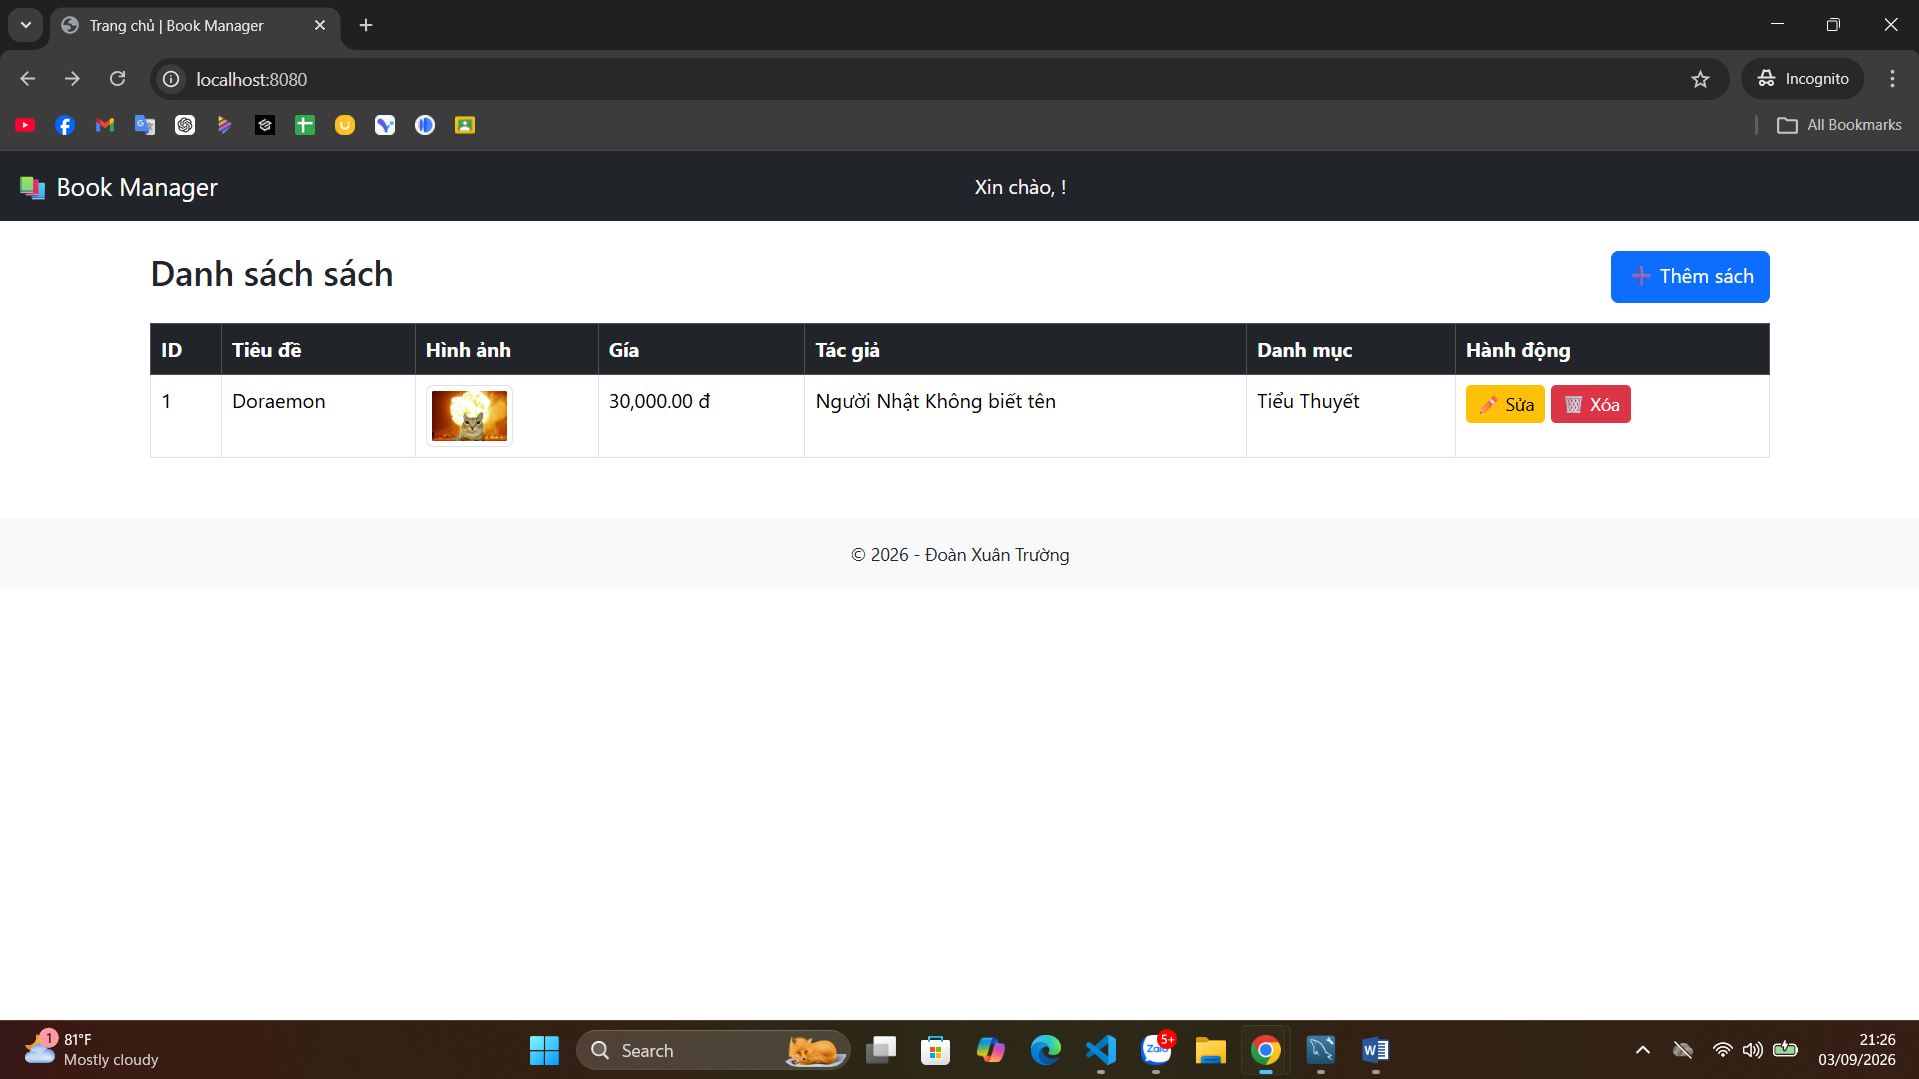 Trang chủ | Book Manager
localhost:8080
Incognito
All Bookmarks
Book Manager
Xin chào, !
Danh sách sách
Thêm sách
ID Tiêu đề Hình ảnh Gía Tác giả Danh mục Hành động
1 Doraemon 30,000.00 đ Người Nhật Không biết tên Tiểu Thuyết Sửa Xóa
© 2026 - Đoàn Xuân Trường
1
81°F
Mostly cloudy
Search
Zalo
5+
21:26
03/09/2026